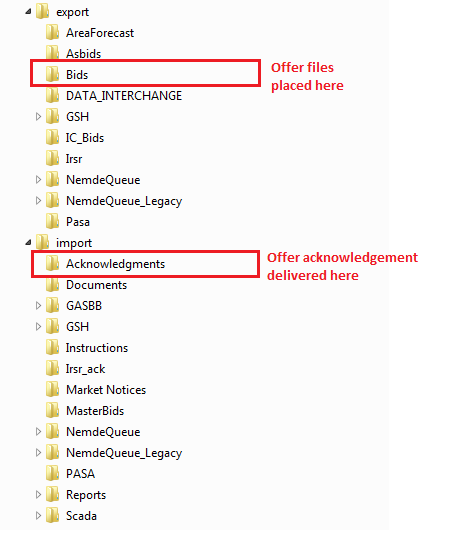 export
AreaForecast
Asbids
Bids
Offer files
placed here
DATA_INTERCHANGE
GSH
IC_Bids
Irsr
NemdeQueue
NemdeQueue_Legacy
Pasa
import
Acknowledgments
Offer acknowledgement
delivered here
Documents
GASBB
GSH
Instructions
Irsr_ack
Market Notices
MasterBids
NemdeQueue
NemdeQueue_Legacy
PASA
Reports
Scada